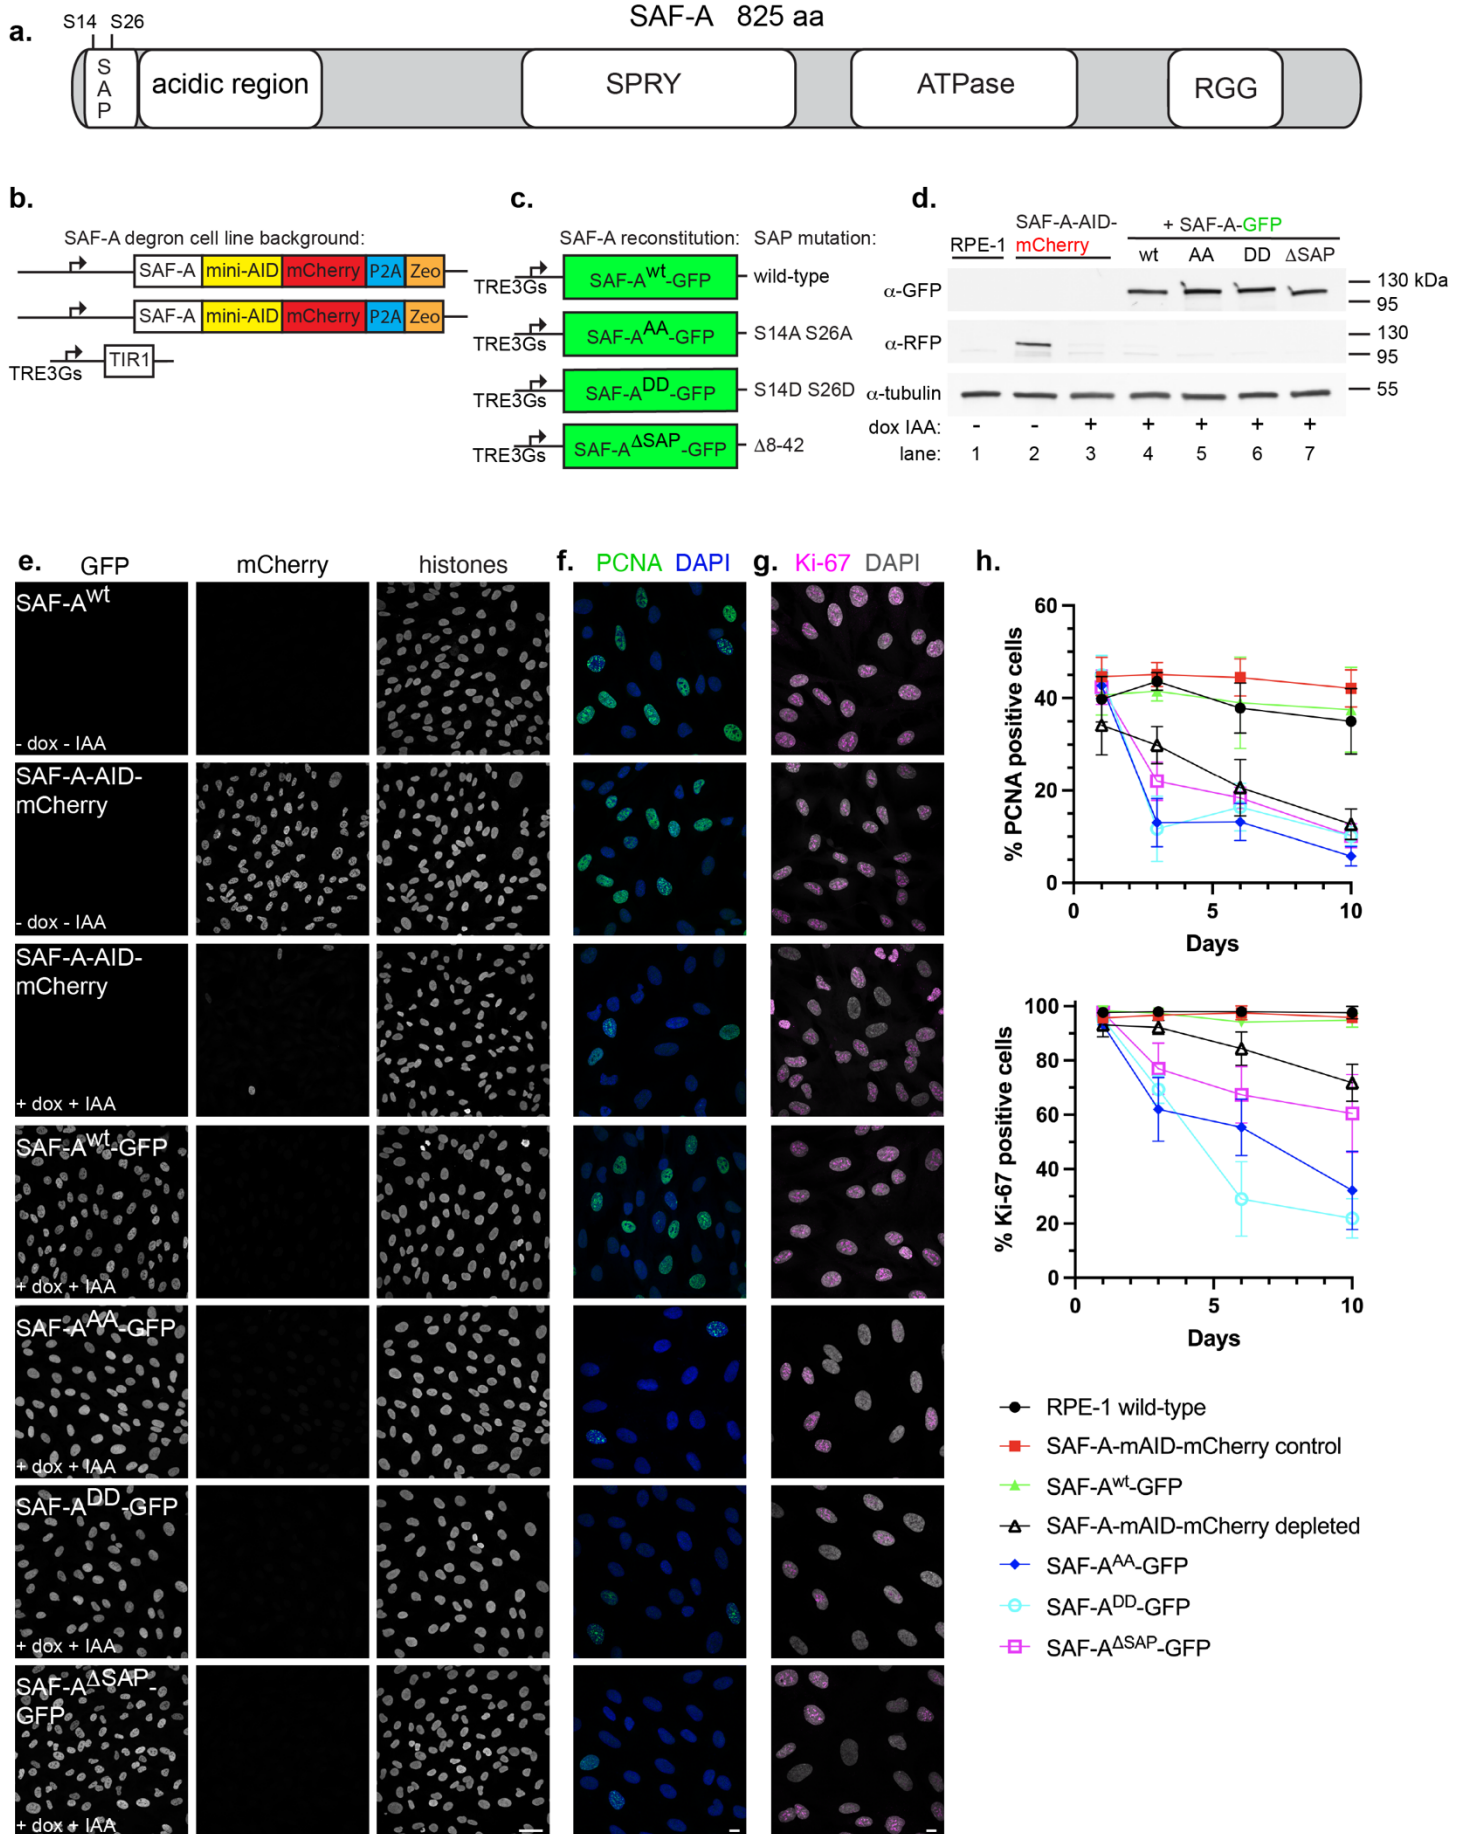 a.
S14 S26
SAF-A 825 aa
S
A
P
acidic region
SPRY
ATPase
RGG
b.
SAF-A degron cell line background:
SAF-A mini-AID mCherry P2A Zeo
SAF-A mini-AID mCherry P2A Zeo
TRE3Gs TIR1
c.
SAF-A reconstitution: SAP mutation:
TRE3Gs SAF-Awt-GFP wild-type
TRE3Gs SAF-AAA-GFP S14A S26A
TRE3Gs SAF-ADD-GFP S14D S26D
TRE3Gs SAF-AΔSAP-GFP Δ8-42
d.
RPE-1
SAF-A-AID-
mCherry
+ SAF-A-GFP
wt AA DD ΔSAP
α-GFP
130 kDa
95
α-RFP
130
95
α-tubulin
55
dox IAA: - - + + + + +
lane: 1 2 3 4 5 6 7
e. GFP mCherry histones
f. PCNA DAPI
g. Ki-67 DAPI
SAF-Awt
- dox - IAA
SAF-A-AID-
mCherry
- dox - IAA
SAF-A-AID-
mCherry
+ dox + IAA
SAF-Awt-GFP
+ dox + IAA
SAF-AAA-GFP
+ dox + IAA
SAF-ADD-GFP
+ dox + IAA
SAF-AΔSAP-
GFP
+ dox + IAA
h.
% PCNA positive cells
60
40
20
0
0 5 10
Days
% Ki-67 positive cells
100
80
60
40
20
0
0 5 10
Days
RPE-1 wild-type
SAF-A-mAID-mCherry control
SAF-Awt-GFP
SAF-A-mAID-mCherry depleted
SAF-AAA-GFP
SAF-ADD-GFP
SAF-AΔSAP-GFP